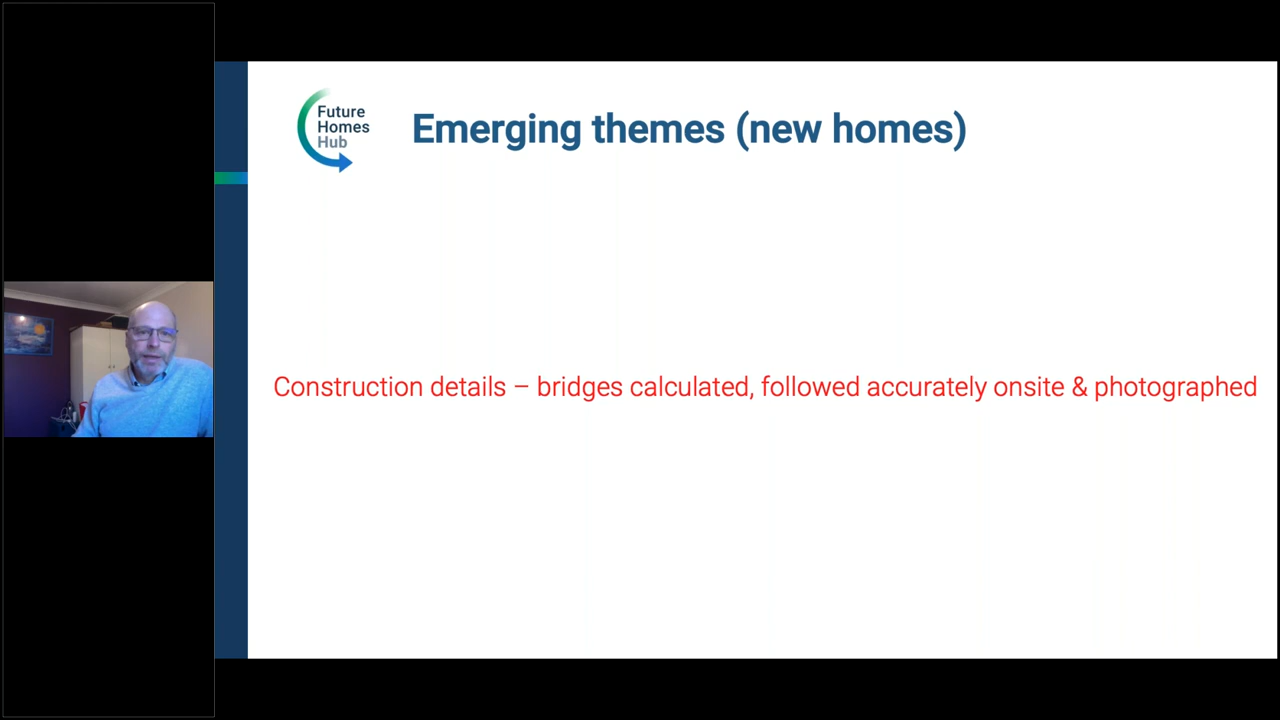 Future
Homes
Hub
Emerging themes (new homes)
Construction details – bridges calculated, followed accurately onsite & photographed